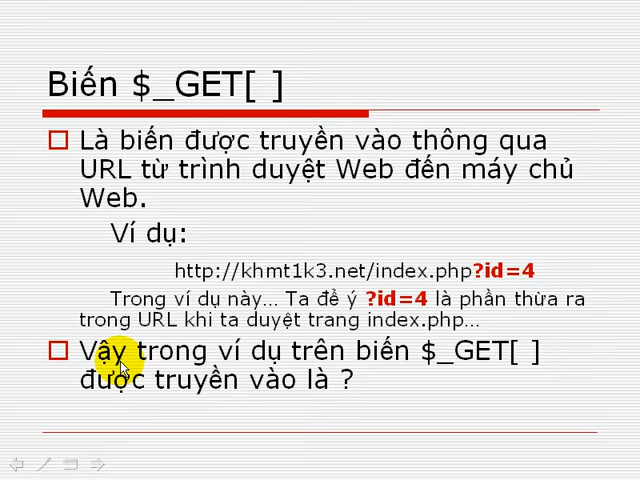 Biến $_GET[ ]
Là biến được truyền vào thông qua
URL từ trình duyệt Web đến máy chủ
Web.
Ví dụ:
http://khmt1k3.net/index.php?id=4
Trong ví dụ này… Ta để ý ?id=4 là phần thừa ra
trong URL khi ta duyệt trang index.php…
Vậy trong ví dụ trên biến $_GET[ ]
được truyền vào là ?